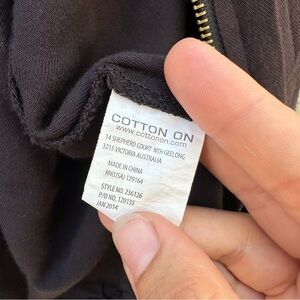 COTTON ON
www.cottonon.com
14 SHEPHERD COURT NTH GEELONG
3215 VICTORIA AUSTRALIA
MADE IN CHINA
RN(USA) 129164
STYLE NO. 236126
P/O NO. 129135
JAN 2014